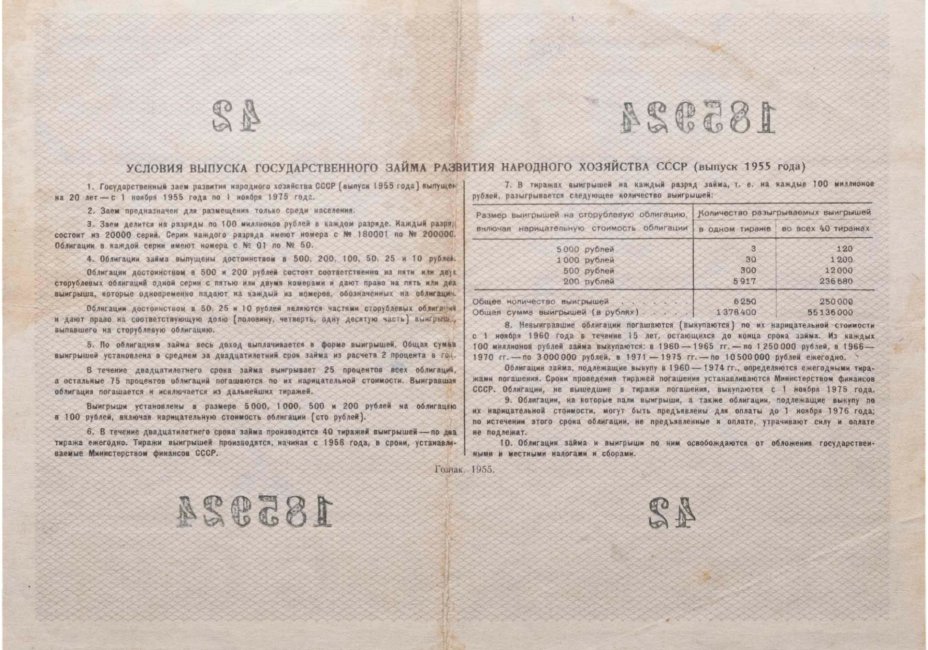 42
185924
УСЛОВИЯ ВЫПУСКА ГОСУДАРСТВЕННОГО ЗАЙМА РАЗВИТИЯ НАРОДНОГО ХОЗЯЙСТВА СССР (выпуск 1955 года)
1. Государственный заем развития народного хозяйства СССР (выпуск 1955 года) выпущен
на 20 лет — с 1 ноября 1955 года по 1 ноября 1975 года.
2. Заем предназначен для размещения только среди населения.
3. Заем делится на разряды по 100 миллионов рублей в каждом разряде. Каждый разряд
состоит из 20000 серий. Серии каждого разряда имеют номера с № 180001 по № 200000.
Облигации в каждой серии имеют номера с № 01 по № 50.
4. Облигации займа выпущены достоинством в 500, 200, 100, 50, 25 и 10 рублей.
Облигации достоинством в 500 и 200 рублей состоят соответственно из пяти или двух
сторублевых облигаций одной серии с пятью или двумя номерами и дают право на пять или два
выигрыша, которые одновременно падают на каждый из номеров, обозначенных на облигации.
Облигации достоинством в 50, 25 и 10 рублей являются частями сторублевых облигаций
и дают право на соответствующую долю (половину, четверть, одну десятую часть) выигрыша,
выпавшего на сторублевую облигацию.
5. По облигациям займа весь доход выплачивается в форме выигрышей. Общая сумма
выигрышей установлена в среднем за двадцатилетний срок займа из расчета 2 процента в год.
В течение двадцатилетнего срока займа выигрывает 25 процентов всех облигаций,
а остальные 75 процентов облигаций погашаются по их нарицательной стоимости. Выигравшая
облигация погашается и исключается из дальнейших тиражей.
Выигрыши установлены в размере 5000, 1000, 500 и 200 рублей на облигацию
в 100 рублей, включая нарицательную стоимость облигации (сто рублей).
6. В течение двадцатилетнего срока займа производится 40 тиражей выигрышей — по два
тиража ежегодно. Тиражи выигрышей производятся, начиная с 1956 года, в сроки, устанавли-
ваемые Министерством финансов СССР.
7. В тиражах выигрышей на каждый разряд займа, т. е. на каждые 100 миллионов
рублей, разыгрывается следующее количество выигрышей:
Размер выигрышей на сторублевую облигацию, Количество разыгрываемых выигрышей
включая нарицательную стоимость облигации в одном тираже во всех 40 тиражах
5000 рублей 3 120
1000 рублей 30 1200
500 рублей 300 12000
200 рублей 5917 236680
Общее количество выигрышей . . . . . . . 6250 250000
Общая сумма выигрышей (в рублях) . . . . . 1378400 55136000
8. Невыигравшие облигации погашаются (выкупаются) по их нарицательной стоимости
с 1 ноября 1960 года в течение 15 лет, остающихся до конца срока займа. Из каждых
100 миллионов рублей займа выкупаются: в 1960—1965 гг. — по 1250000 рублей, в 1966—
1970 гг. — по 3000000 рублей, в 1971—1975 гг. — по 10500000 рублей ежегодно.
Облигации займа, подлежащие выкупу в 1960—1974 гг., определяются ежегодными тира-
жами погашения. Сроки проведения тиражей погашения устанавливаются Министерством финансов
СССР. Облигации, не вышедшие в тиражи погашения, выкупаются с 1 ноября 1975 года.
9. Облигации, на которые пали выигрыши, а также облигации, подлежащие выкупу по
их нарицательной стоимости, могут быть предъявлены для оплаты до 1 ноября 1976 года;
по истечении этого срока облигации, не предъявленные к оплате, утрачивают силу и оплате
не подлежат.
10. Облигации займа и выигрыши по ним освобождаются от обложения государствен-
ными и местными налогами и сборами.
Гознак. 1955.
185924
42